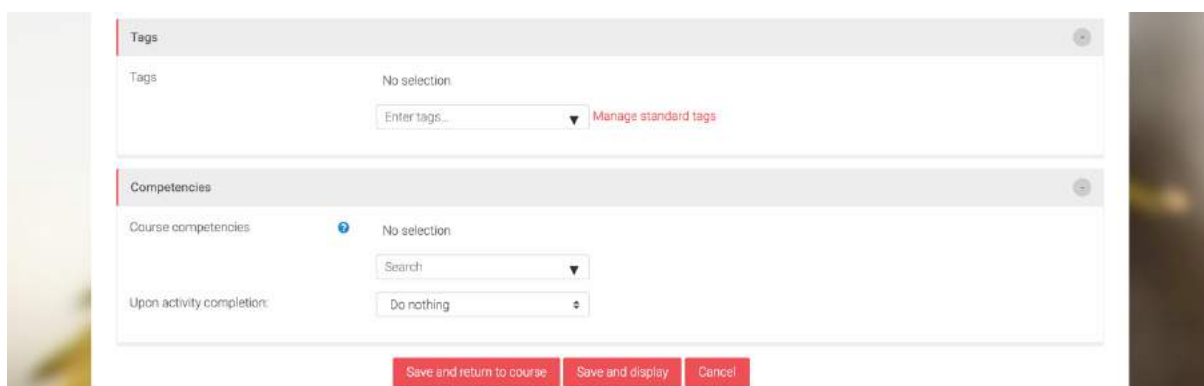 Tags
Tags No selection
Enter tags... Manage standard tags
Competencies
Course competencies No selection
Search
Upon activity completion: Do nothing
Save and return to course Save and display Cancel